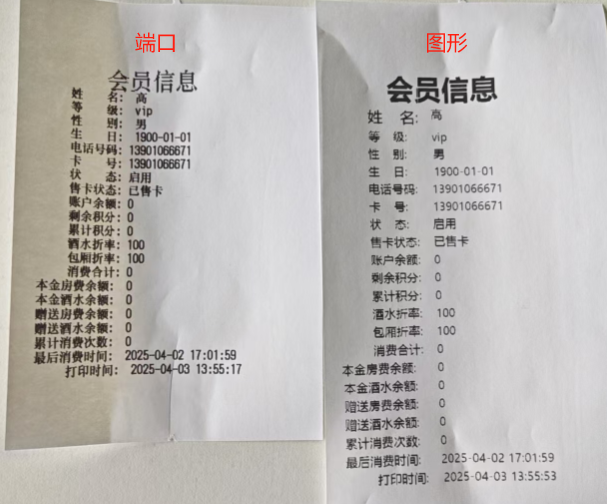 端口
会员信息
姓 名: 高
等 级: vip
性 别: 男
生 日: 1900-01-01
电话号码: 13901066671
卡 号: 13901066671
状 态: 启用
售卡状态: 已售卡
账户余额: 0
剩余积分: 0
累计积分: 0
酒水折率: 100
包厢折率: 100
消费合计: 0
本金房费余额: 0
本金酒水余额: 0
赠送房费余额: 0
赠送酒水余额: 0
累计消费次数: 0
最后消费时间: 2025-04-02 17:01:59
打印时间: 2025-04-03 13:55:17
图形
会员信息
姓 名: 高
等 级: vip
性 别: 男
生 日: 1900-01-01
电话号码: 13901066671
卡 号: 13901066671
状 态: 启用
售卡状态: 已售卡
账户余额: 0
剩余积分: 0
累计积分: 0
酒水折率: 100
包厢折率: 100
消费合计: 0
本金房费余额: 0
本金酒水余额: 0
赠送房费余额: 0
赠送酒水余额: 0
累计消费次数: 0
最后消费时间: 2025-04-02 17:01:59
打印时间: 2025-04-03 13:55:53